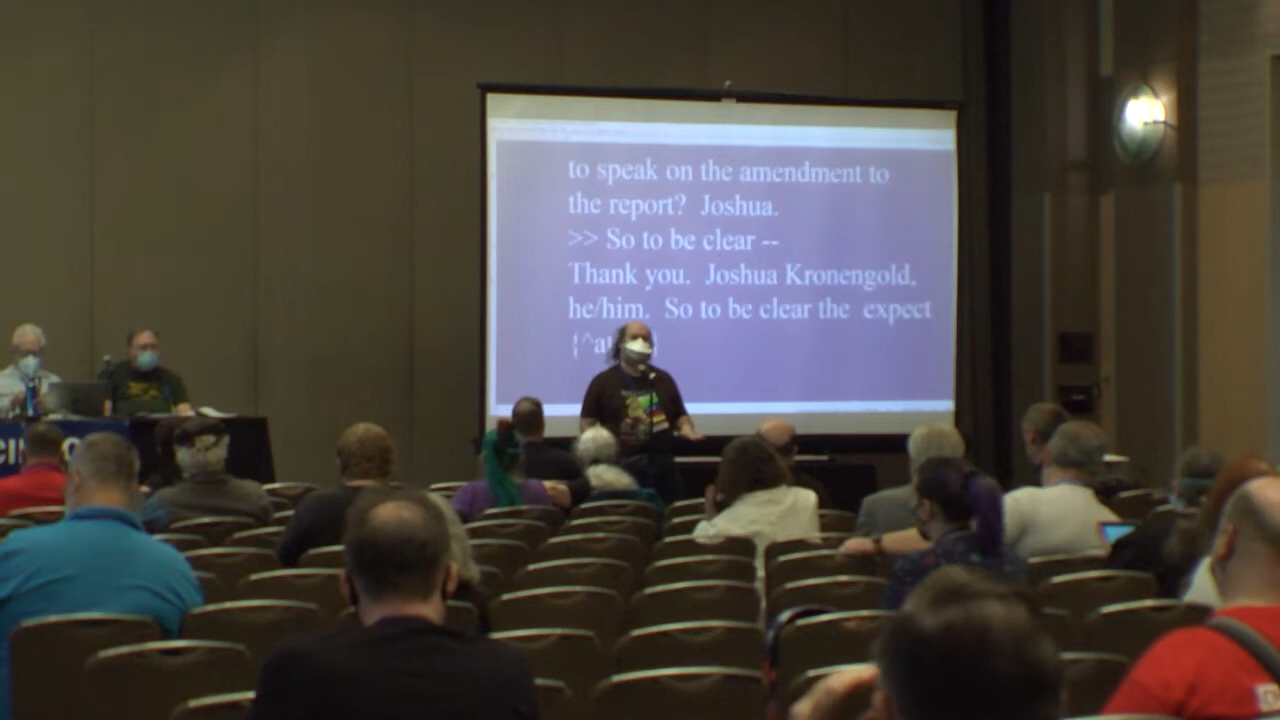 to speak on the amendment to
the report?  Joshua.
>> So to be clear --
Thank you.  Joshua Kronengold,
he/him.  So to be clear the  expect